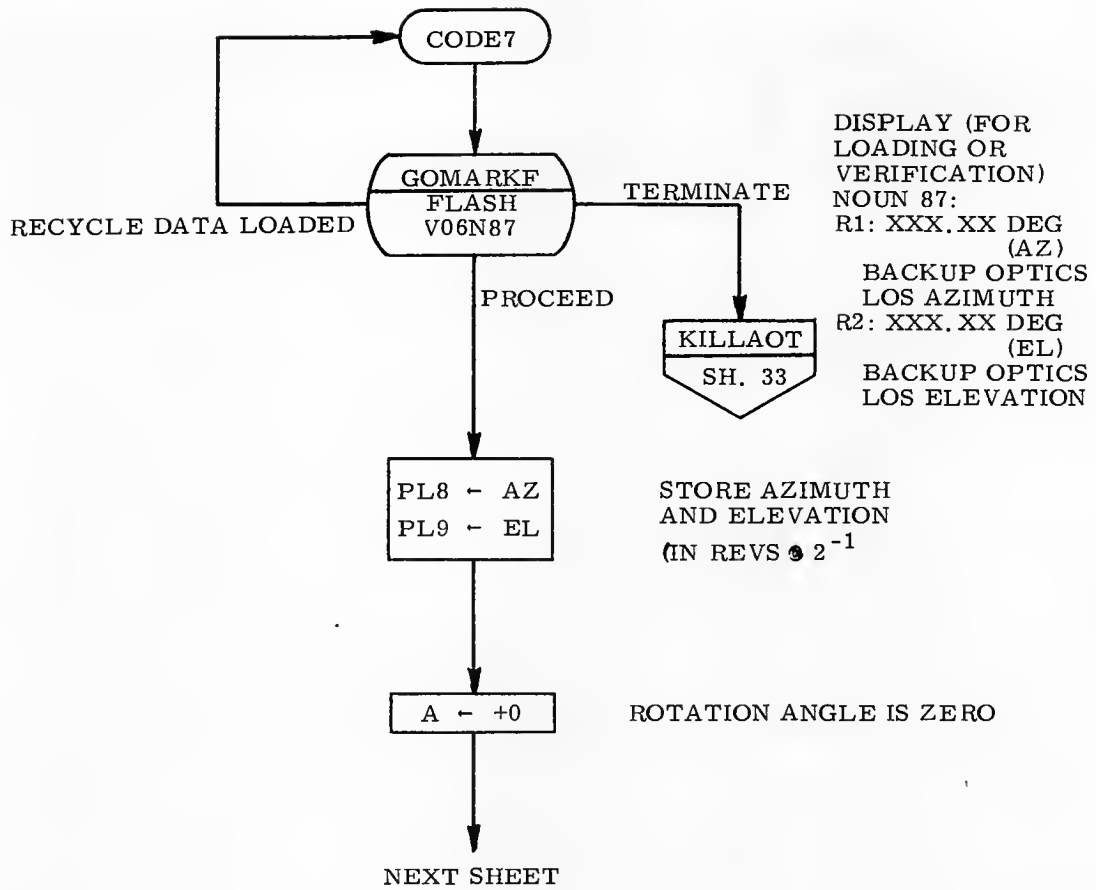 CODE7
GOMARKF
FLASH
V06N87
RECYCLE DATA LOADED
TERMINATE
PROCEED
KILLAOT
SH. 33
DISPLAY (FOR
LOADING OR
VERIFICATION)
NOUN 87:
R1: XXX.XX DEG
(AZ)
BACKUP OPTICS
LOS AZIMUTH
R2: XXX.XX DEG
(EL)
BACKUP OPTICS
LOS ELEVATION
PL8 ← AZ
PL9 ← EL
STORE AZIMUTH
AND ELEVATION
(IN REVS 2⁻¹
A ← +0
ROTATION ANGLE IS ZERO
NEXT SHEET